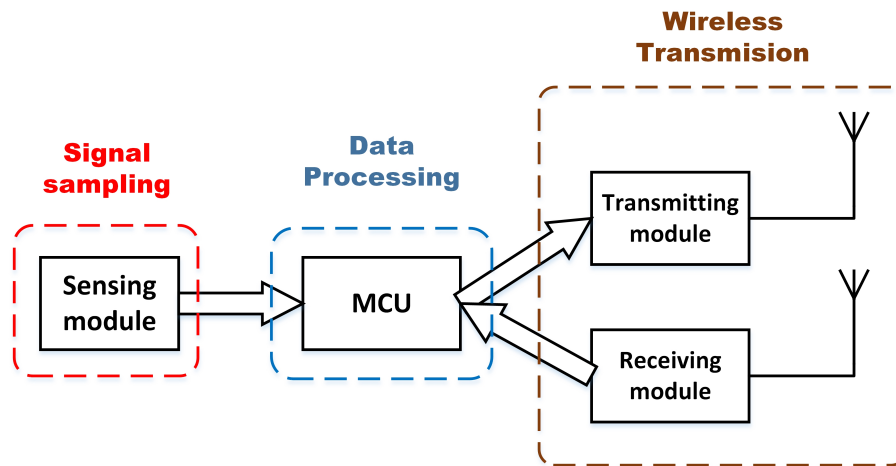 Wireless
Transmision
Signal
sampling
Data
Processing
Transmitting
module
Sensing
module
MCU
Receiving
module